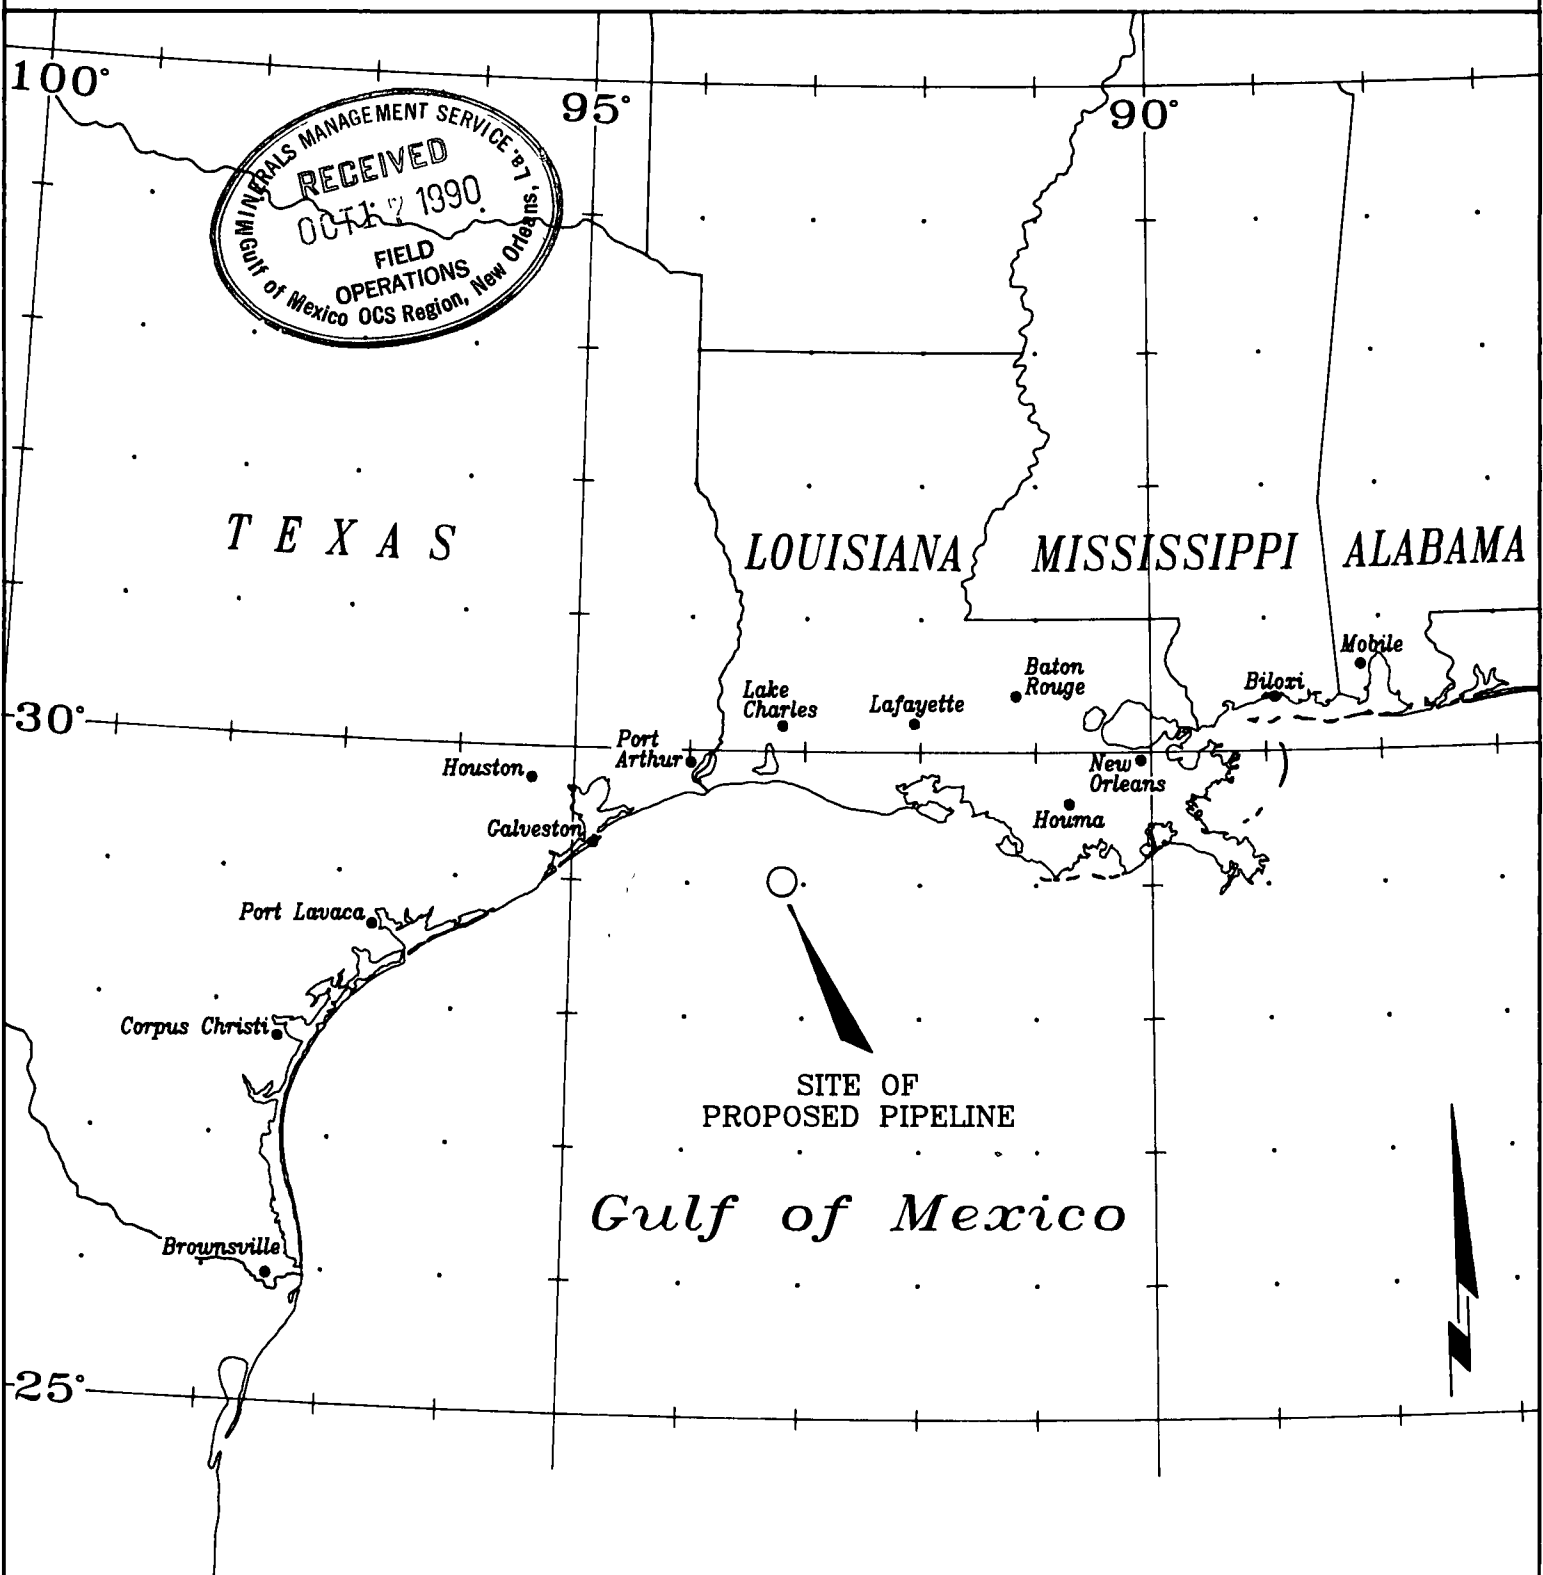 100°
95°
90°
MINERALS MANAGEMENT SERVICE
RECEIVED
1990
FIELD
OPERATIONS
Gulf of Mexico OCS Region, New Orleans, La.
TEXAS
LOUISIANA
MISSISSIPPI
ALABAMA
Mobile
Baton
Rouge
Biloxi
Lake
Charles
Lafayette
30°
Port
Arthur
Houston
New
Orleans
Houma
Galveston
Port Lavaca
Corpus Christi
SITE OF
PROPOSED PIPELINE
Gulf of Mexico
Brownsville
25°